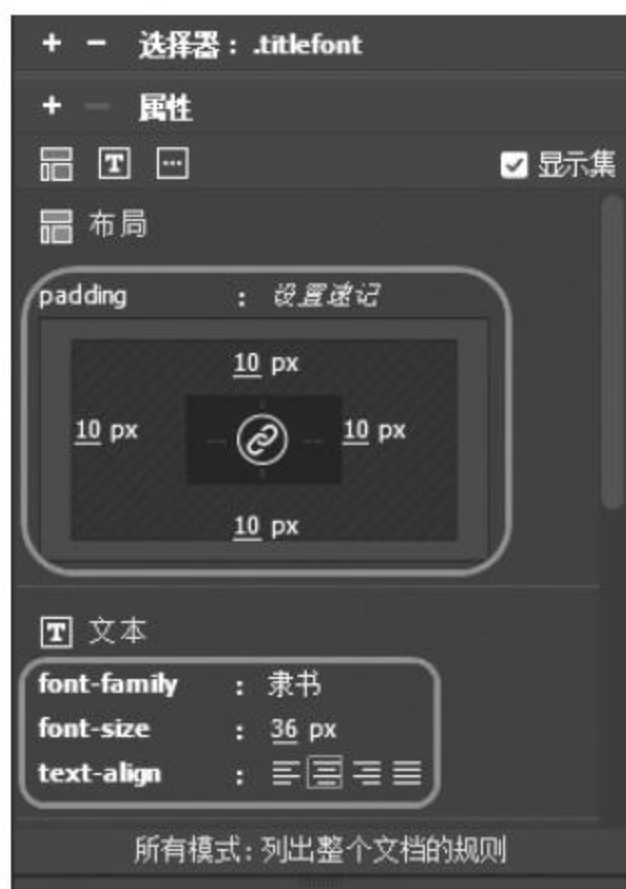 + - 选择器：.titlefont
+ - 属性
T 显示集
布局
padding : 设置速记
10 px
10 px 10 px
10 px
T 文本
font-family : 隶书
font-size : 36 px
text-align :
所有模式：列出整个文档的规则